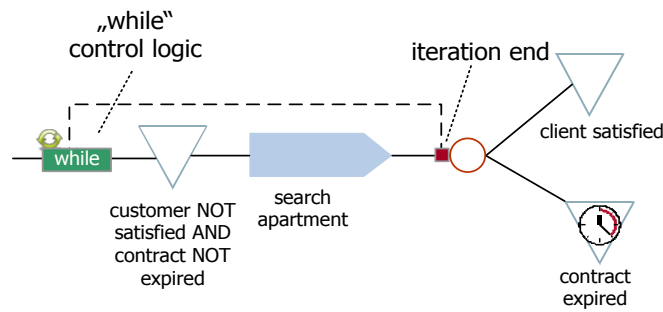 „while“
control logic
iteration end
while
client satisfied
customer NOT
satisfied AND
contract NOT
expired
search
apartment
contract
expired